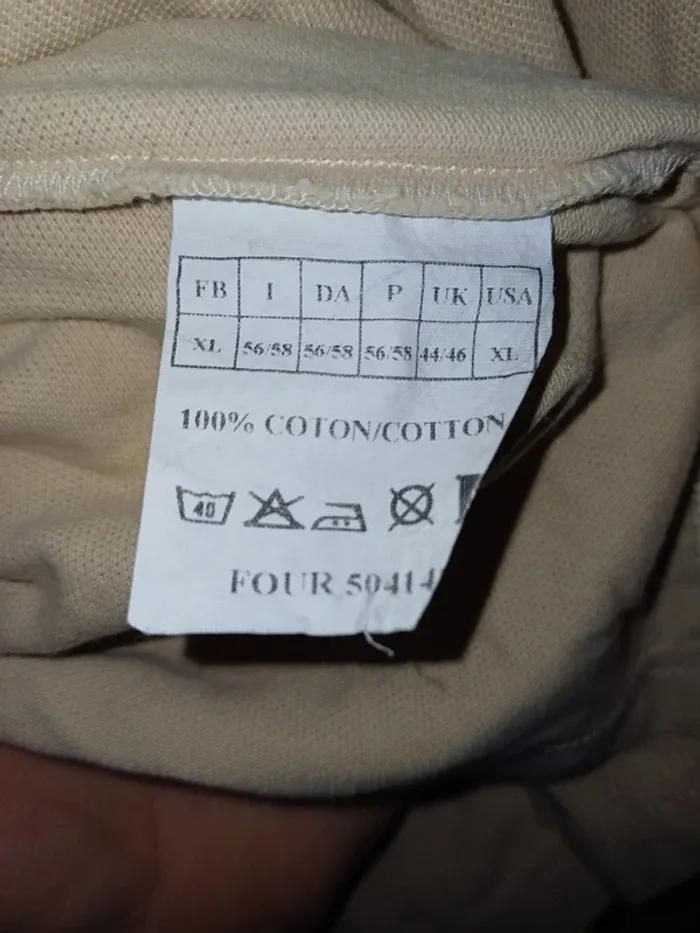 FB I DA P UK USA
XL 56/58 56/58 56/58 44/46 XL
100% COTON/COTTON
40
FOUR 50414